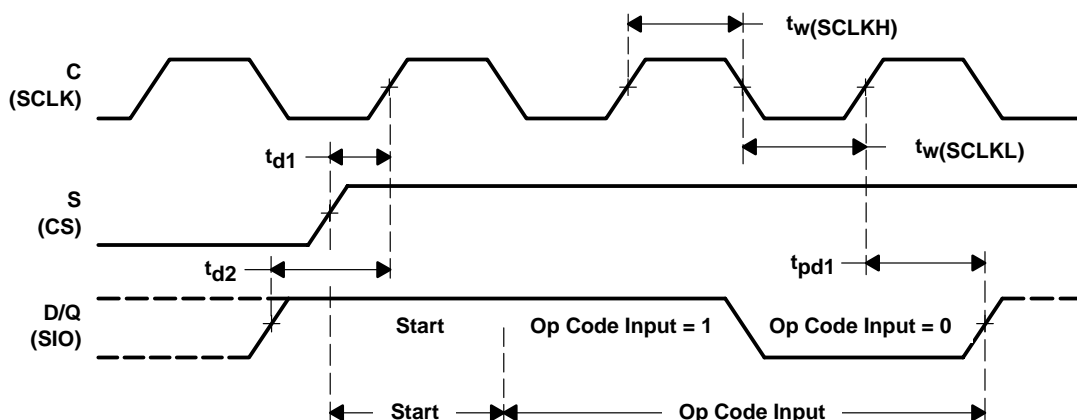 tw(SCLKH)
C
(SCLK)
td1
tw(SCLKL)
S
(CS)
td2
tpd1
D/Q
(SIO)
Start
Op Code Input = 1
Op Code Input = 0
Start
Op Code Input